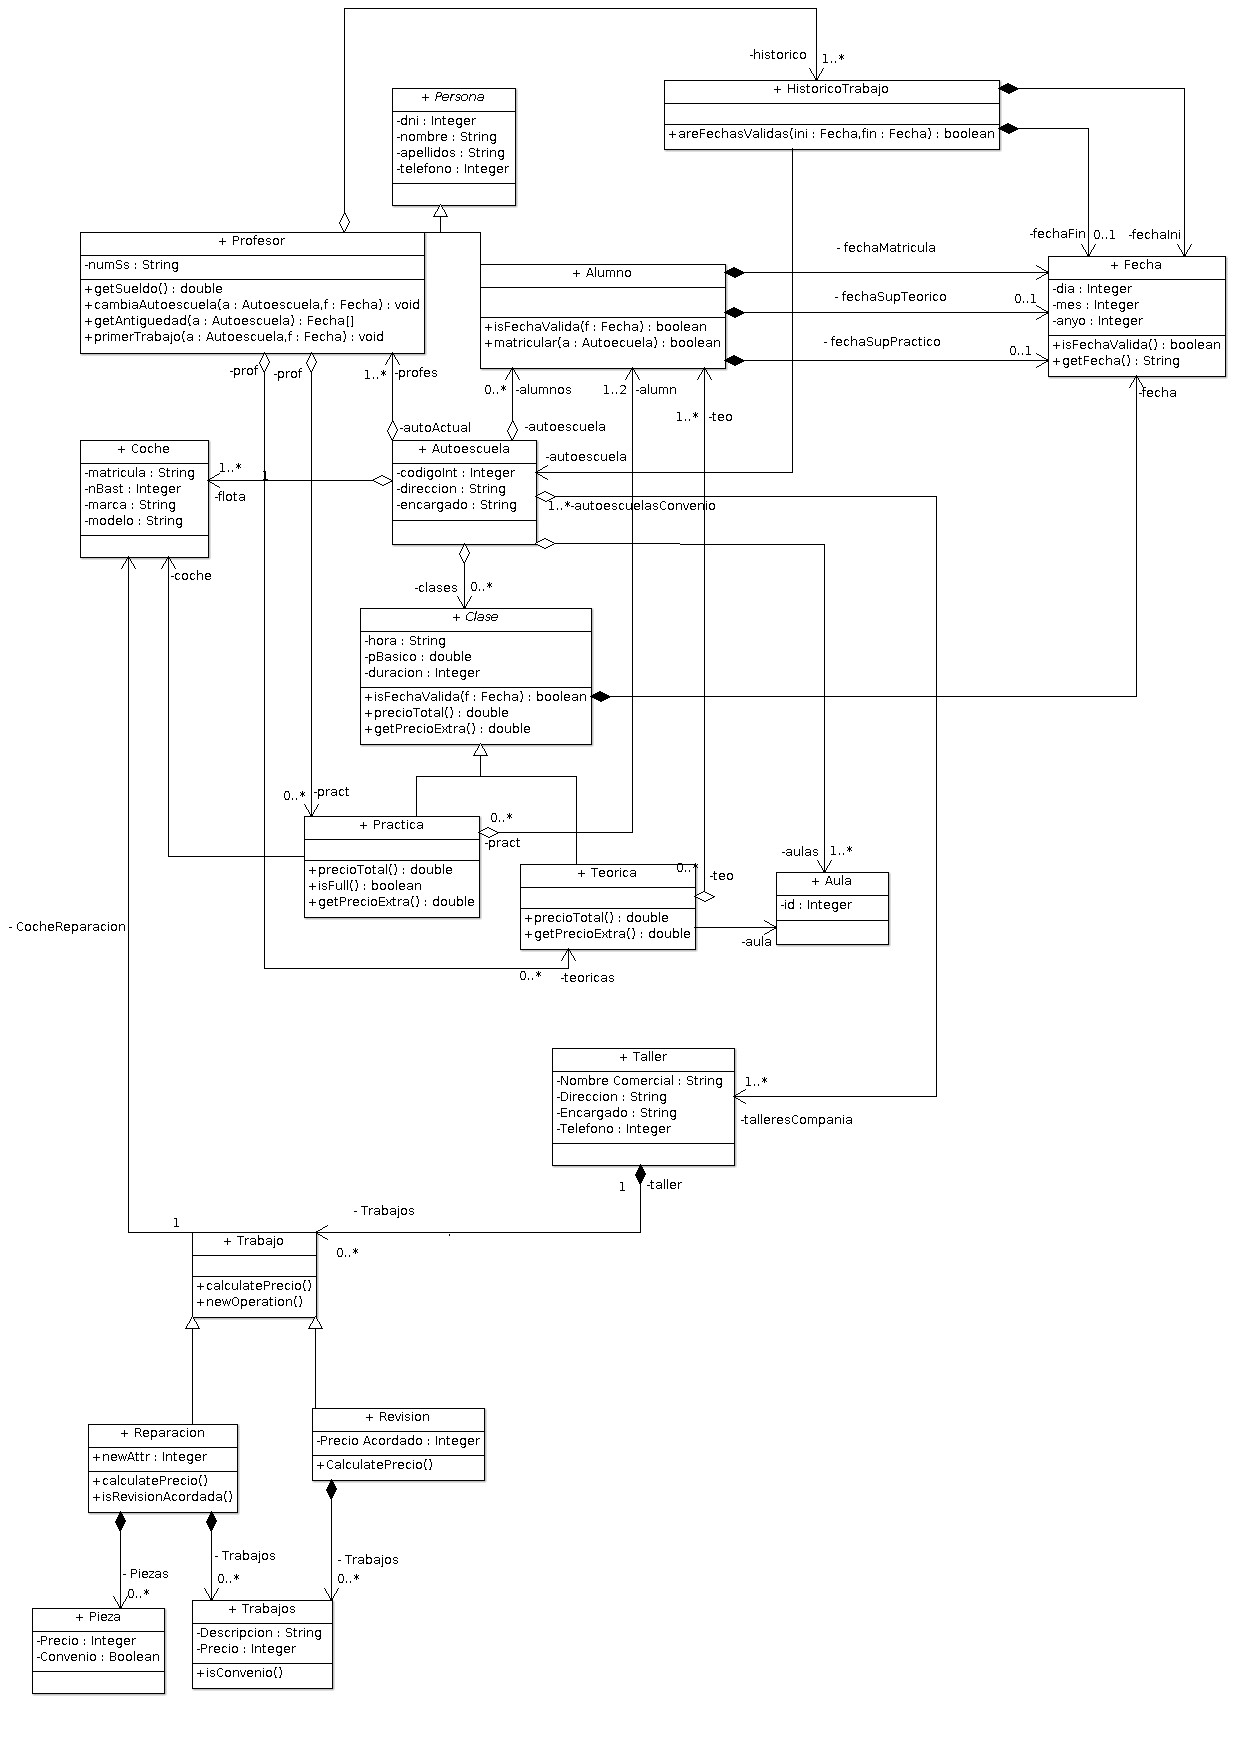 -historico
1..*
+ HistoricoTrabajo
+areFechasValidas(ini : Fecha,fin : Fecha) : boolean
+ Persona
-dni : Integer
-nombre : String
-apellidos : String
-telefono : Integer
-fechaFin
0..1
-fechaIni
+ Profesor
-numSs : String
+getSueldo() : double
+cambiaAutoescuela(a : Autoescuela,f : Fecha) : void
+getAntiguedad(a : Autoescuela) : Fecha[]
+primerTrabajo(a : Autoescuela,f : Fecha) : void
+ Alumno
+isFechaValida(f : Fecha) : boolean
+matricular(a : Autoecuela) : boolean
- fechaMatricula
- fechaSupTeorico
0..1
- fechaSupPractico
0..1
+ Fecha
-dia : Integer
-mes : Integer
-anyo : Integer
+isFechaValida() : boolean
+getFecha() : String
-fecha
-prof
-prof
1..*
-profes
0..*
-alumnos
1..2
-alumn
1..*
-teo
-autoActual
-autoescuela
-autoescuela
+ Coche
-matricula : String
-nBast : Integer
-marca : String
-modelo : String
1..*
1
-flota
+ Autoescuela
-codigoInt : Integer
-direccion : String
-encargado : String
1..*-autoescuelasConvenio
-coche
-clases
0..*
+ Clase
-hora : String
-pBasico : double
-duracion : Integer
+isFechaValida(f : Fecha) : boolean
+precioTotal() : double
+getPrecioExtra() : double
0..*
-pract
+ Practica
+precioTotal() : double
+isFull() : boolean
+getPrecioExtra() : double
0..*
-pract
+ Teorica
0..*
-teo
+precioTotal() : double
+getPrecioExtra() : double
-aulas
1..*
+ Aula
-id : Integer
-aula
0..*
-teoricas
- CocheReparacion
+ Taller
-Nombre Comercial : String
-Direccion : String
-Encargado : String
-Telefono : Integer
1..*
-talleresCompania
1
-taller
- Trabajos
0..*
1
+ Trabajo
+calculatePrecio()
+newOperation()
+ Reparacion
+newAttr : Integer
+calculatePrecio()
+isRevisionAcordada()
+ Revision
-Precio Acordado : Integer
+CalculatePrecio()
- Piezas
0..*
- Trabajos
0..*
- Trabajos
0..*
+ Pieza
-Precio : Integer
-Convenio : Boolean
+ Trabajos
-Descripcion : String
-Precio : Integer
+isConvenio()